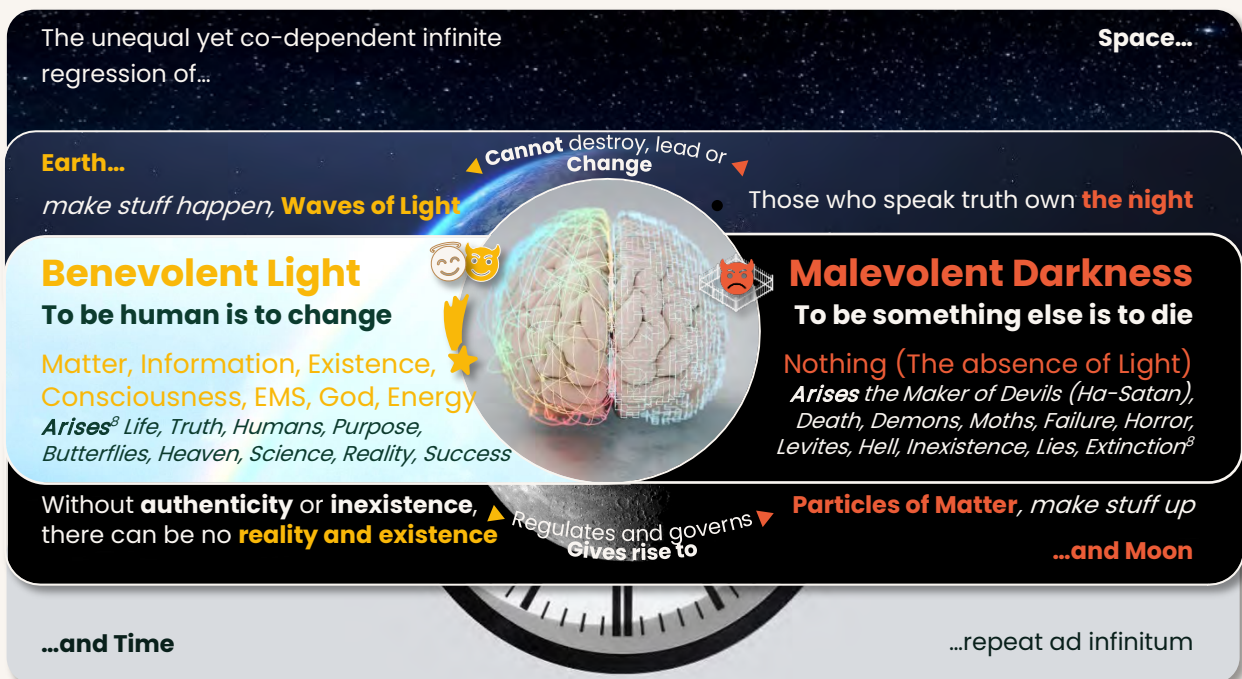 The unequal yet co-dependent infinite
regression of…
Space…
Earth…
make stuff happen, Waves of Light
Cannot destroy, lead or
Change
Those who speak truth own the night
Benevolent Light
To be human is to change
Matter, Information, Existence,
Consciousness, EMS, God, Energy
Arises⁸ Life, Truth, Humans, Purpose,
Butterflies, Heaven, Science, Reality, Success
Malevolent Darkness
To be something else is to die
Nothing (The absence of Light)
Arises the Maker of Devils (Ha-Satan),
Death, Demons, Moths, Failure, Horror,
Levites, Hell, Inexistence, Lies, Extinction⁸
Without authenticity or inexistence,
there can be no reality and existence
Regulates and governs
Gives rise to
Particles of Matter, make stuff up
…and Moon
…and Time
…repeat ad infinitum